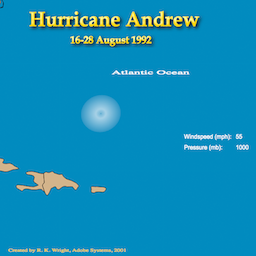 Hurricane Andrew
16-28 August 1992
Atlantic Ocean
Windspeed (mph): 55
Pressure (mb): 1000
Created by R. K. Wright, Adobe Systems, 2001